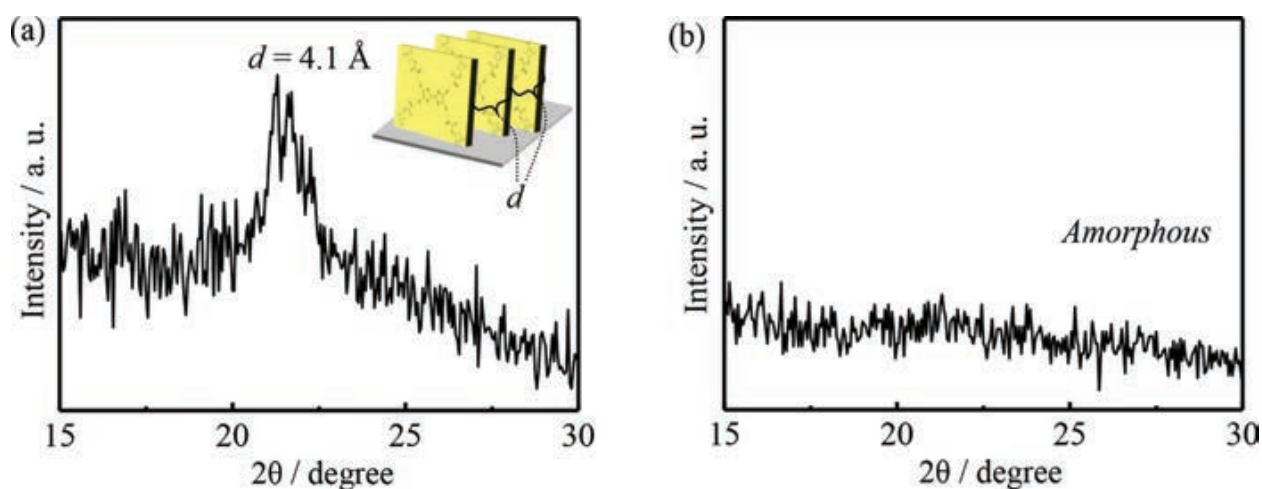 (a)
d = 4.1 Å
d
Intensity / a. u.
15 20 25 30
2θ / degree
(b)
Amorphous
Intensity / a. u.
15 20 25 30
2θ / degree